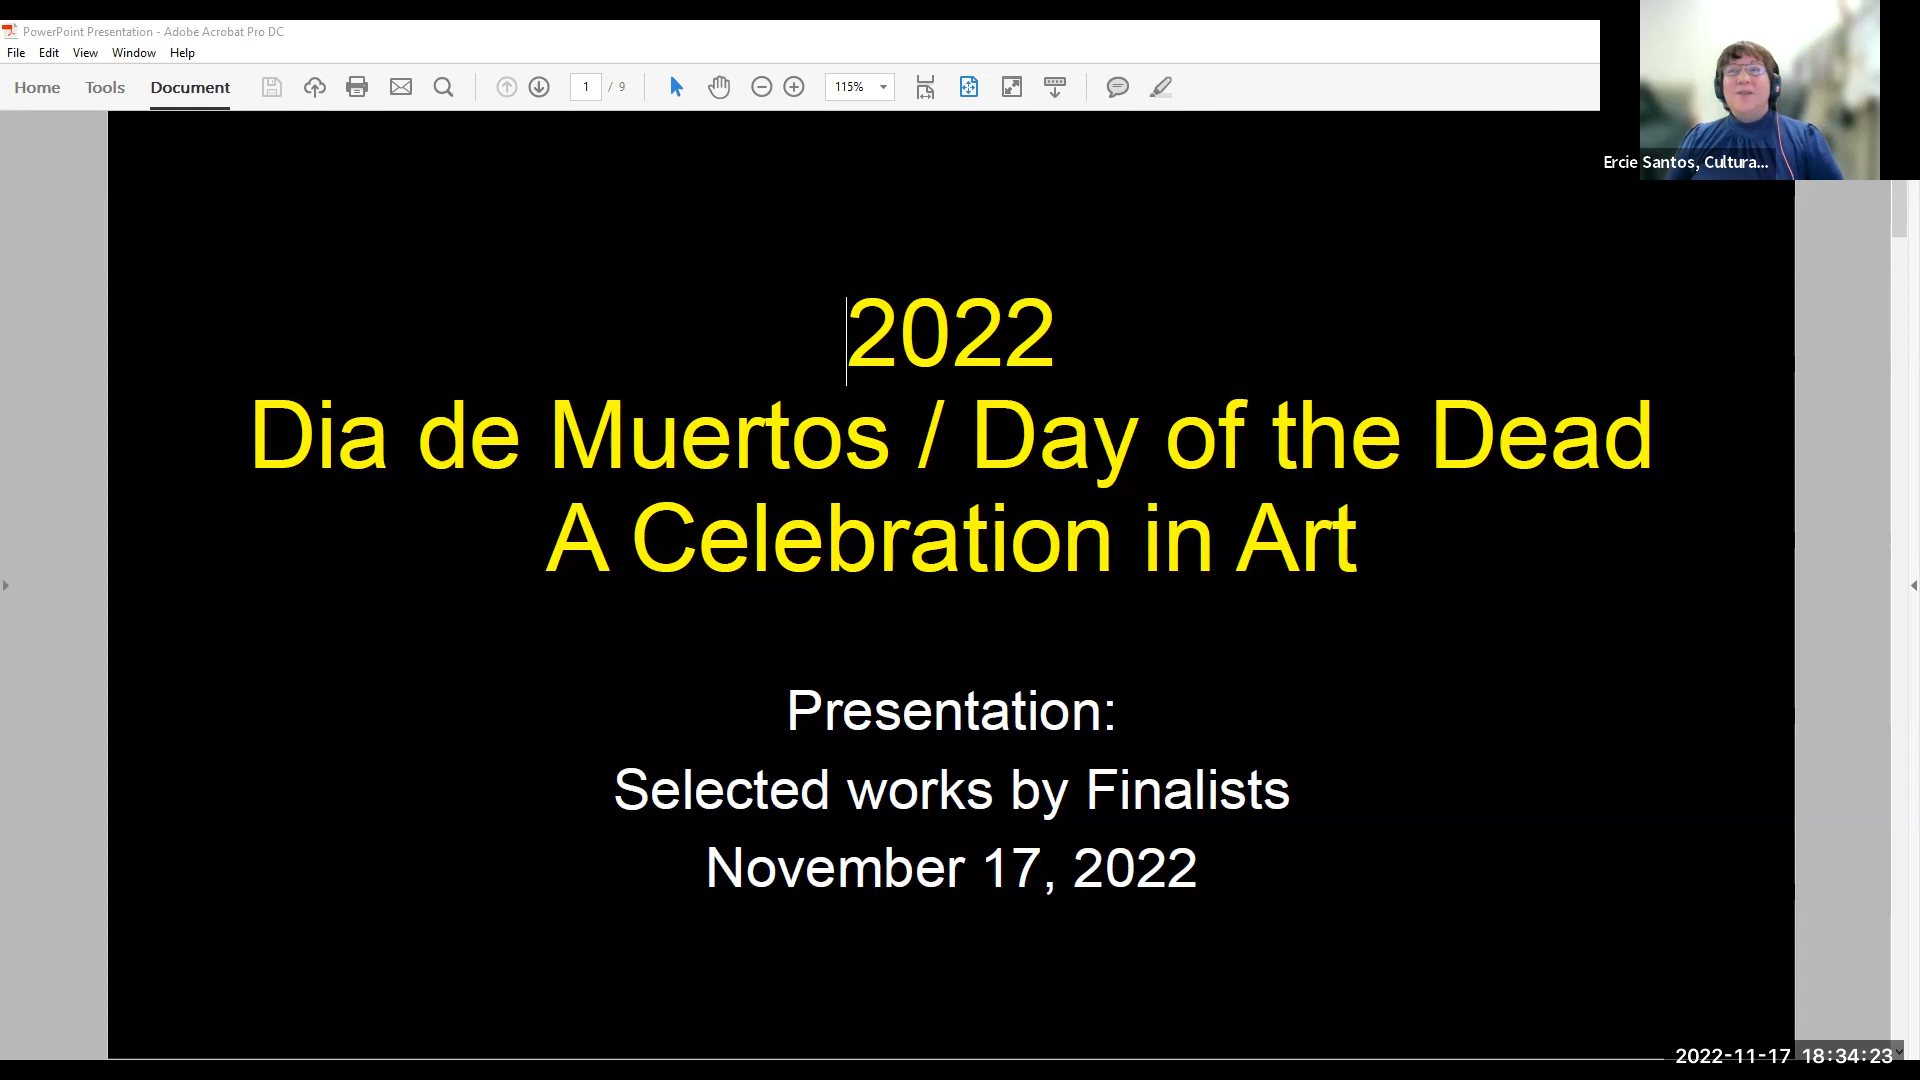 PowerPoint Presentation - Adobe Acrobat Pro DC
File Edit View Window Help
Home Tools Document 1 / 9 115%
Ercie Santos, Cultura...
2022
Dia de Muertos / Day of the Dead
A Celebration in Art
Presentation:
Selected works by Finalists
November 17, 2022
2022-11-17 18:34:23